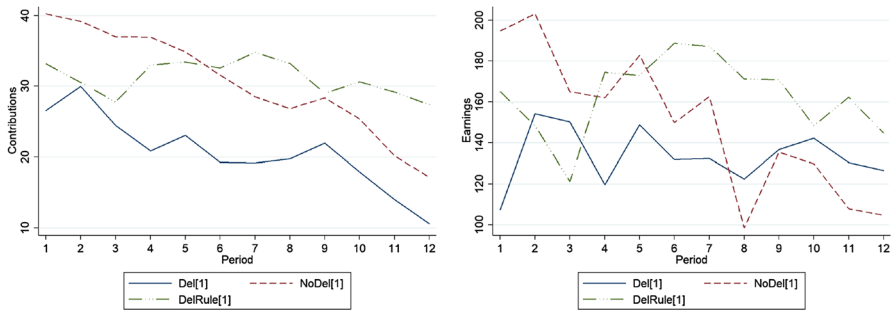 Contributions
40
30
20
10
1 2 3 4 5 6 7 8 9 10 11 12
Period
Del[1] NoDel[1]
DelRule[1]
Earnings
200
180
160
140
120
100
1 2 3 4 5 6 7 8 9 10 11 12
Period
Del[1] NoDel[1]
DelRule[1]